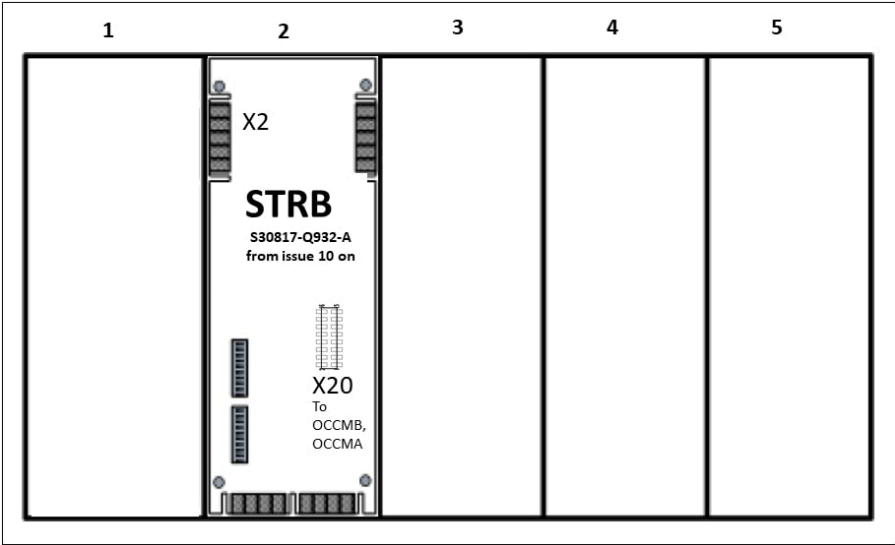 1 2 3 4 5
X2
STRB
S30817-Q932-A
from issue 10 on
X20
To
OCCMB,
OCCMA